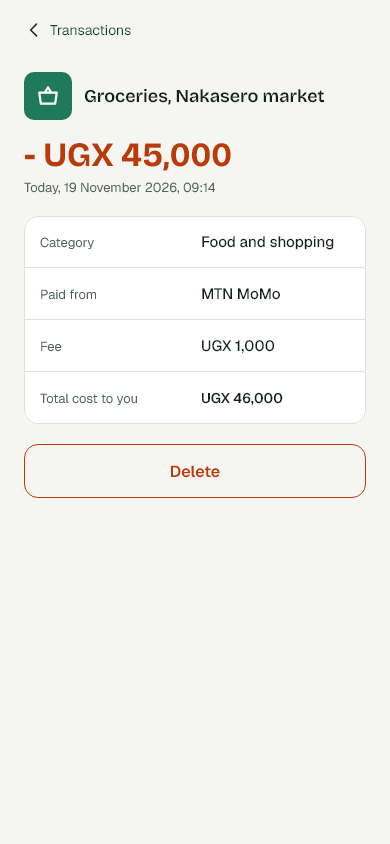 Transactions
Groceries, Nakasero market
- UGX 45,000
Today, 19 November 2026, 09:14
Category Food and shopping
Paid from MTN MoMo
Fee UGX 1,000
Total cost to you UGX 46,000
Delete